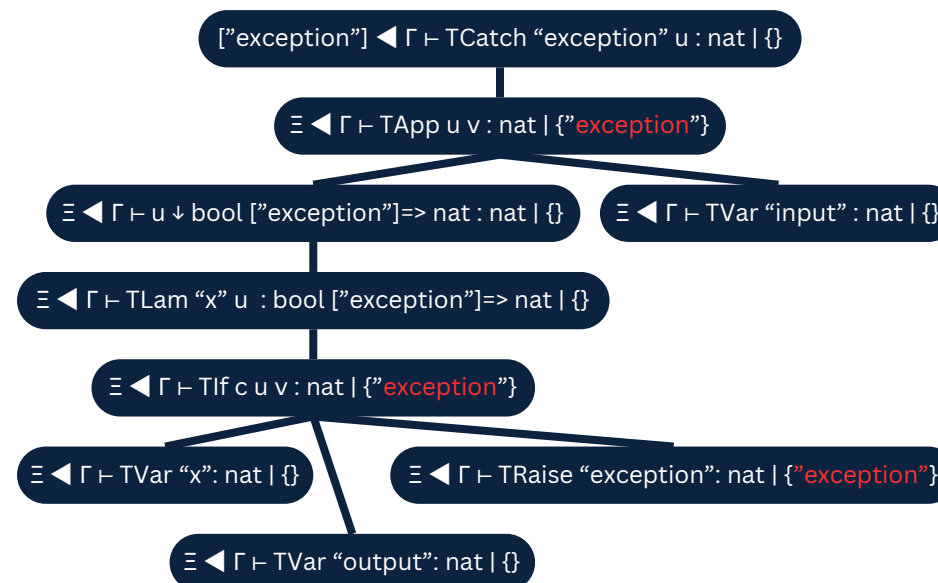 ["exception"] ◀ Γ ⊢ TCatch “exception” u : nat | {}
Ξ ◀ Γ ⊢ TApp u v : nat | {”exception”}
Ξ ◀ Γ ⊢ u ↓ bool [”exception”]=> nat : nat | {}
Ξ ◀ Γ ⊢ TVar “input” : nat | {}
Ξ ◀ Γ ⊢ TLam “x” u : bool [”exception”]=> nat | {}
Ξ ◀ Γ ⊢ TIf c u v : nat | {”exception”}
Ξ ◀ Γ ⊢ TVar “x”: nat | {}
Ξ ◀ Γ ⊢ TRaise “exception”: nat | {”exception”}
Ξ ◀ Γ ⊢ TVar “output”: nat | {}